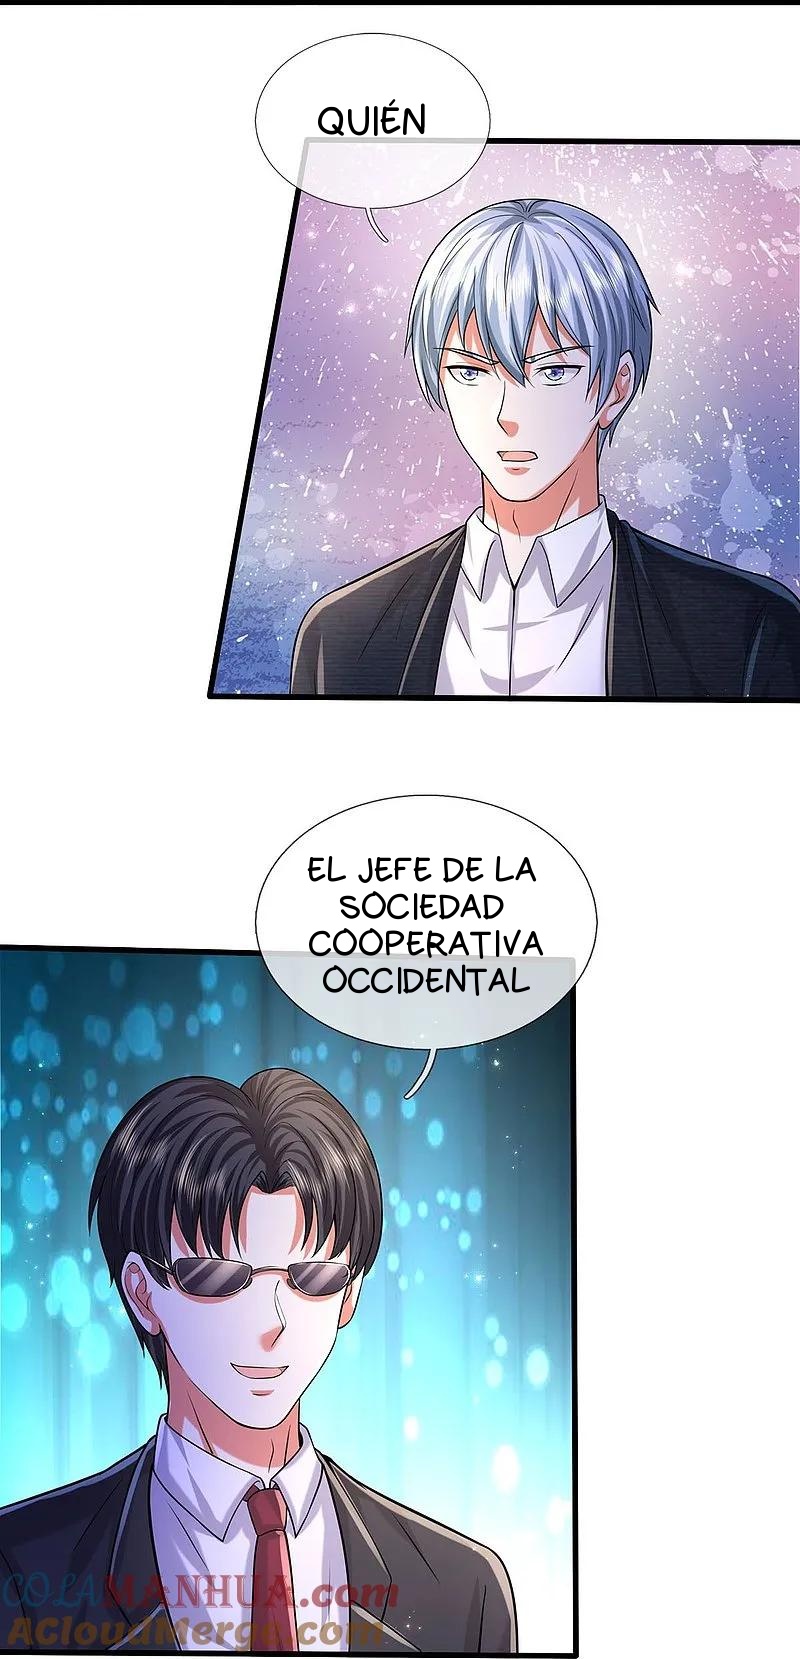 QUIÉN
EL JEFE DE LA
SOCIEDAD
COOPERATIVA
OCCIDENTAL
COLAMANHUA.com
ACloudMerge.com